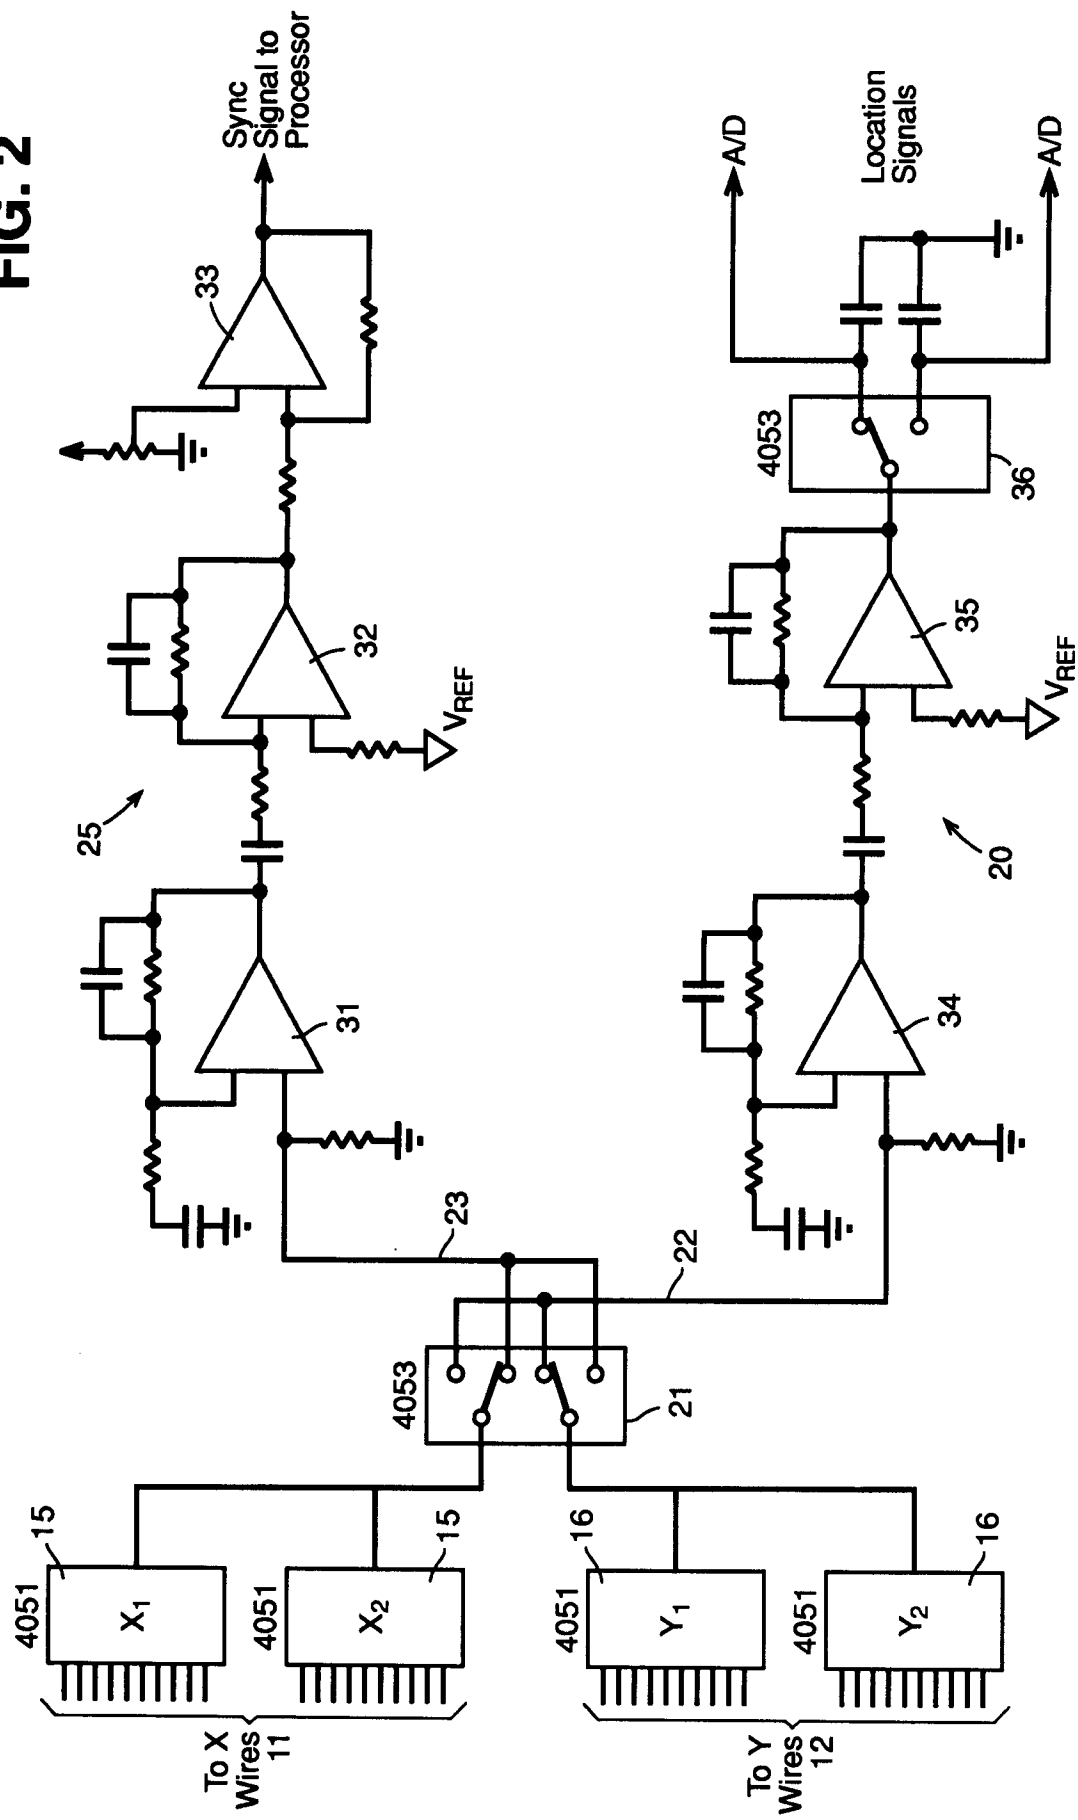 FIG. 2
25
33
Sync
Signal to
Processor
31
32
VREF
23
22
4053
21
4051
X1
15
4051
X2
15
To X
Wires
11
4051
Y1
16
4051
Y2
16
To Y
Wires
12
34
20
35
VREF
4053
36
A/D
Location
Signals
A/D